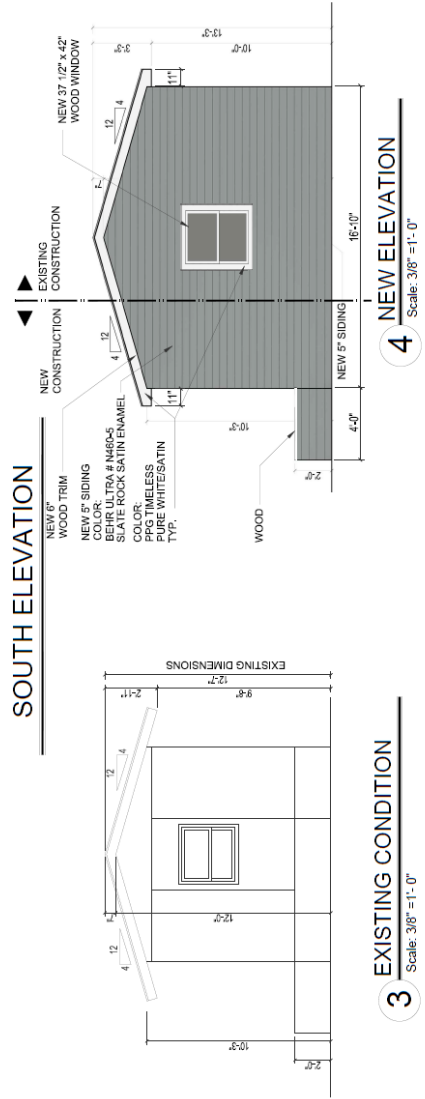 SOUTH ELEVATION
EXISTING DIMENSIONS
12'-7"
2'-11"
9'-8"
12
4
12
4
7"
12'-0"
10'-3"
2'-0"
3
EXISTING CONDITION
Scale: 3/8" =1'- 0"
NEW
CONSTRUCTION
EXISTING
CONSTRUCTION
NEW 6"
WOOD TRIM
NEW 5" SIDING
COLOR:
BEHR ULTRA # N460-5
SLATE ROCK SATIN ENAMEL
COLOR:
PPG TIMELESS
PURE WHITE/SATIN
TYP.
WOOD
12
4
7"
12
4
NEW 37 1/2" x 42"
WOOD WINDOW
13'-3"
3'-3"
10'-0"
11"
11"
10'-3"
2'-0"
4'-0"
16'-10"
NEW 5" SIDING
4
NEW ELEVATION
Scale: 3/8" =1'- 0"